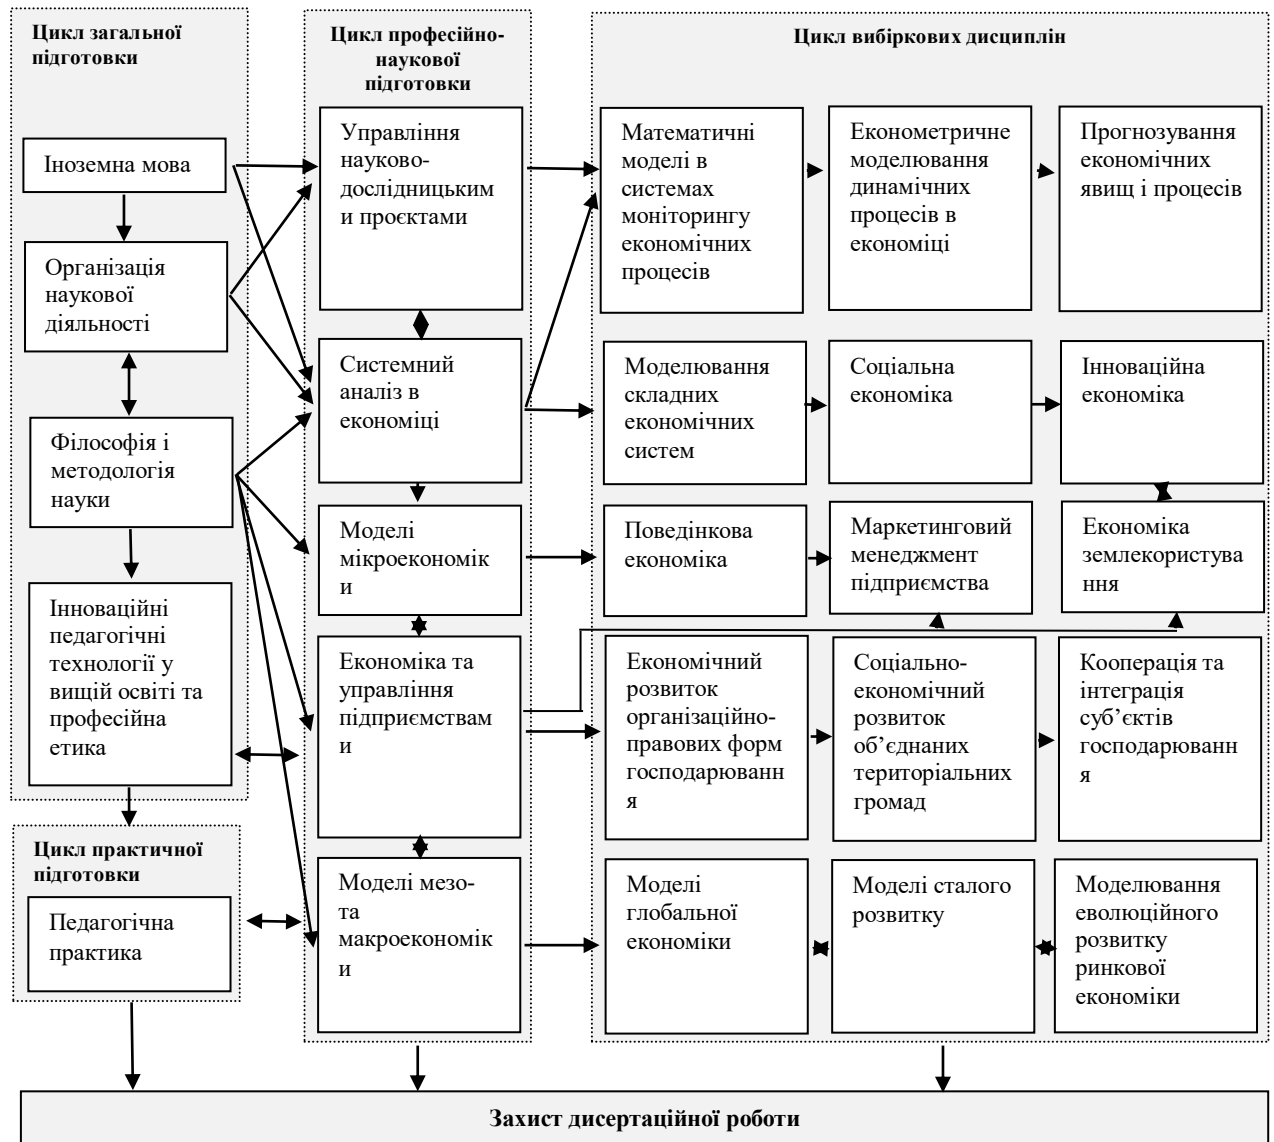 Цикл загальної
підготовки
Іноземна мова
Організація
наукової
діяльності
Філософія і
методологія
науки
Інноваційні
педагогічні
технології у
вищій освіті та
професійна
етика
Цикл практичної
підготовки
Педагогічна
практика
Цикл професійно-
наукової
підготовки
Управління
науково-
дослідницьким
и проєктами
Системний
аналіз в
економіці
Моделі
мікроекономік
и
Економіка та
управління
підприємствам
и
Моделі мезо-
та
макроекономік
и
Цикл вибіркових дисциплін
Математичні
моделі в
системах
моніторингу
економічних
процесів
Економетричне
моделювання
динамічних
процесів в
економіці
Прогнозування
економічних
явищ і процесів
Моделювання
складних
економічних
систем
Соціальна
економіка
Інноваційна
економіка
Поведінкова
економіка
Маркетинговий
менеджмент
підприємства
Економіка
землекористува
ння
Економічний
розвиток
організаційно-
правових форм
господарюванн
я
Соціально-
економічний
розвиток
об’єднаних
територіальних
громад
Кооперація та
інтеграція
суб’єктів
господарюванн
я
Моделі
глобальної
економіки
Моделі сталого
розвитку
Моделювання
еволюційного
розвитку
ринкової
економіки
Захист дисертаційної роботи